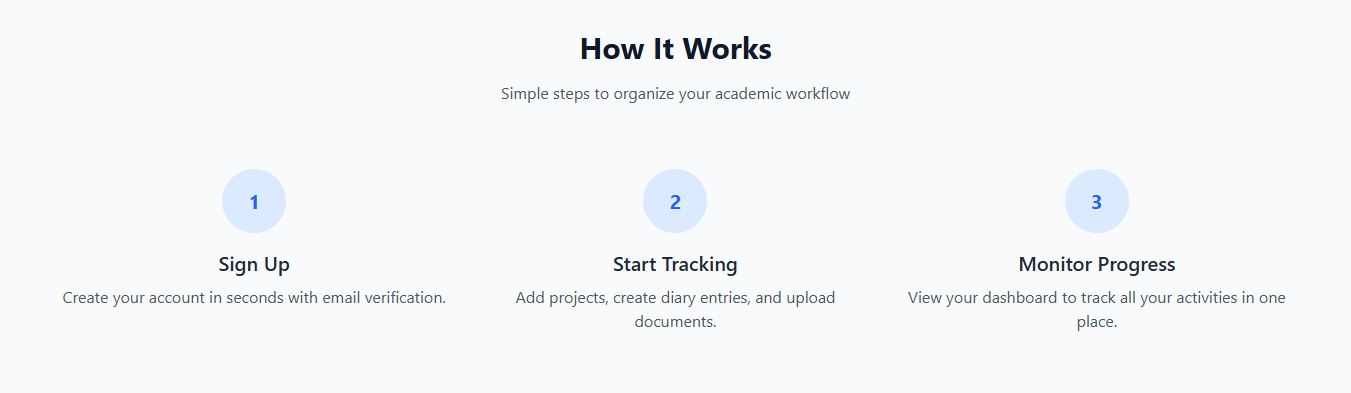 How It Works
Simple steps to organize your academic workflow
1
Sign Up
Create your account in seconds with email verification.
2
Start Tracking
Add projects, create diary entries, and upload
documents.
3
Monitor Progress
View your dashboard to track all your activities in one
place.